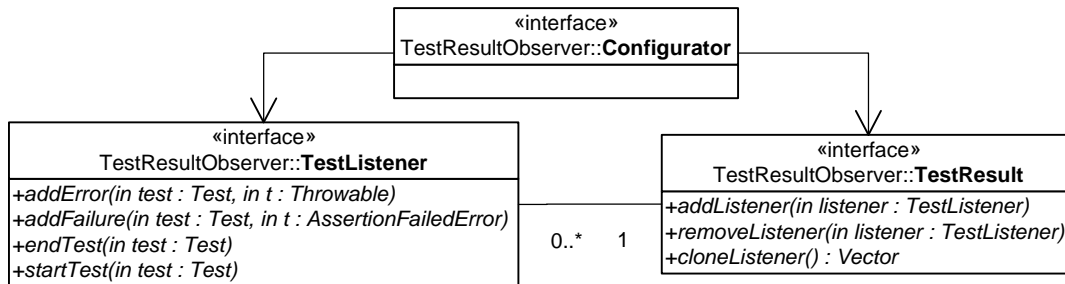 «interface»
TestResultObserver::Configurator
«interface»
TestResultObserver::TestListener
+addError(in test : Test, in t : Throwable)
+addFailure(in test : Test, in t : AssertionFailedError)
+endTest(in test : Test)
+startTest(in test : Test)
0..* 1
«interface»
TestResultObserver::TestResult
+addListener(in listener : TestListener)
+removeListener(in listener : TestListener)
+cloneListener() : Vector